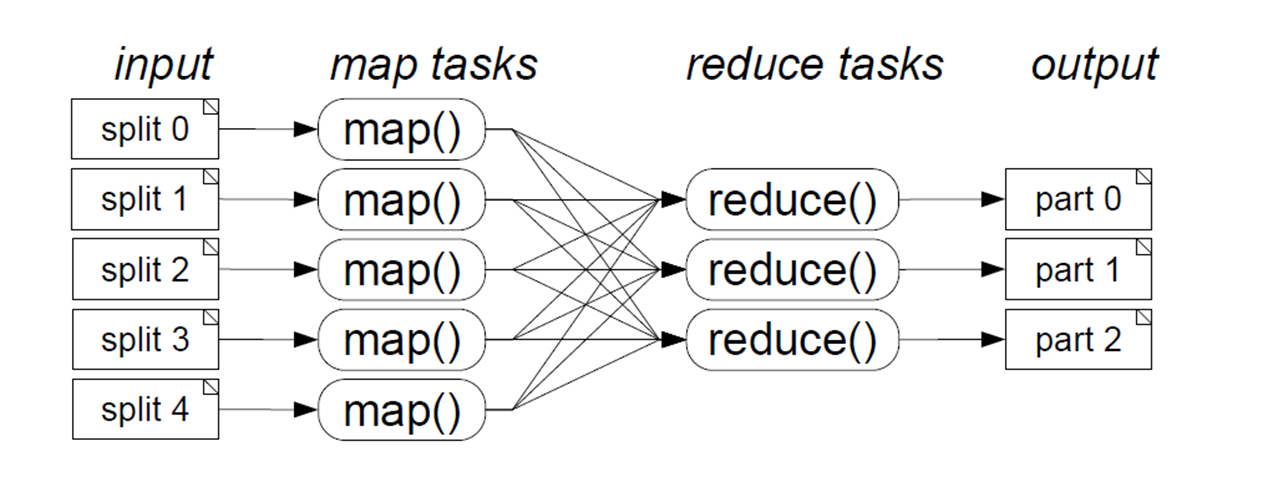 input map tasks reduce tasks output
split 0 map()
split 1 map() reduce() part 0
split 2 map() reduce() part 1
split 3 map() reduce() part 2
split 4 map()